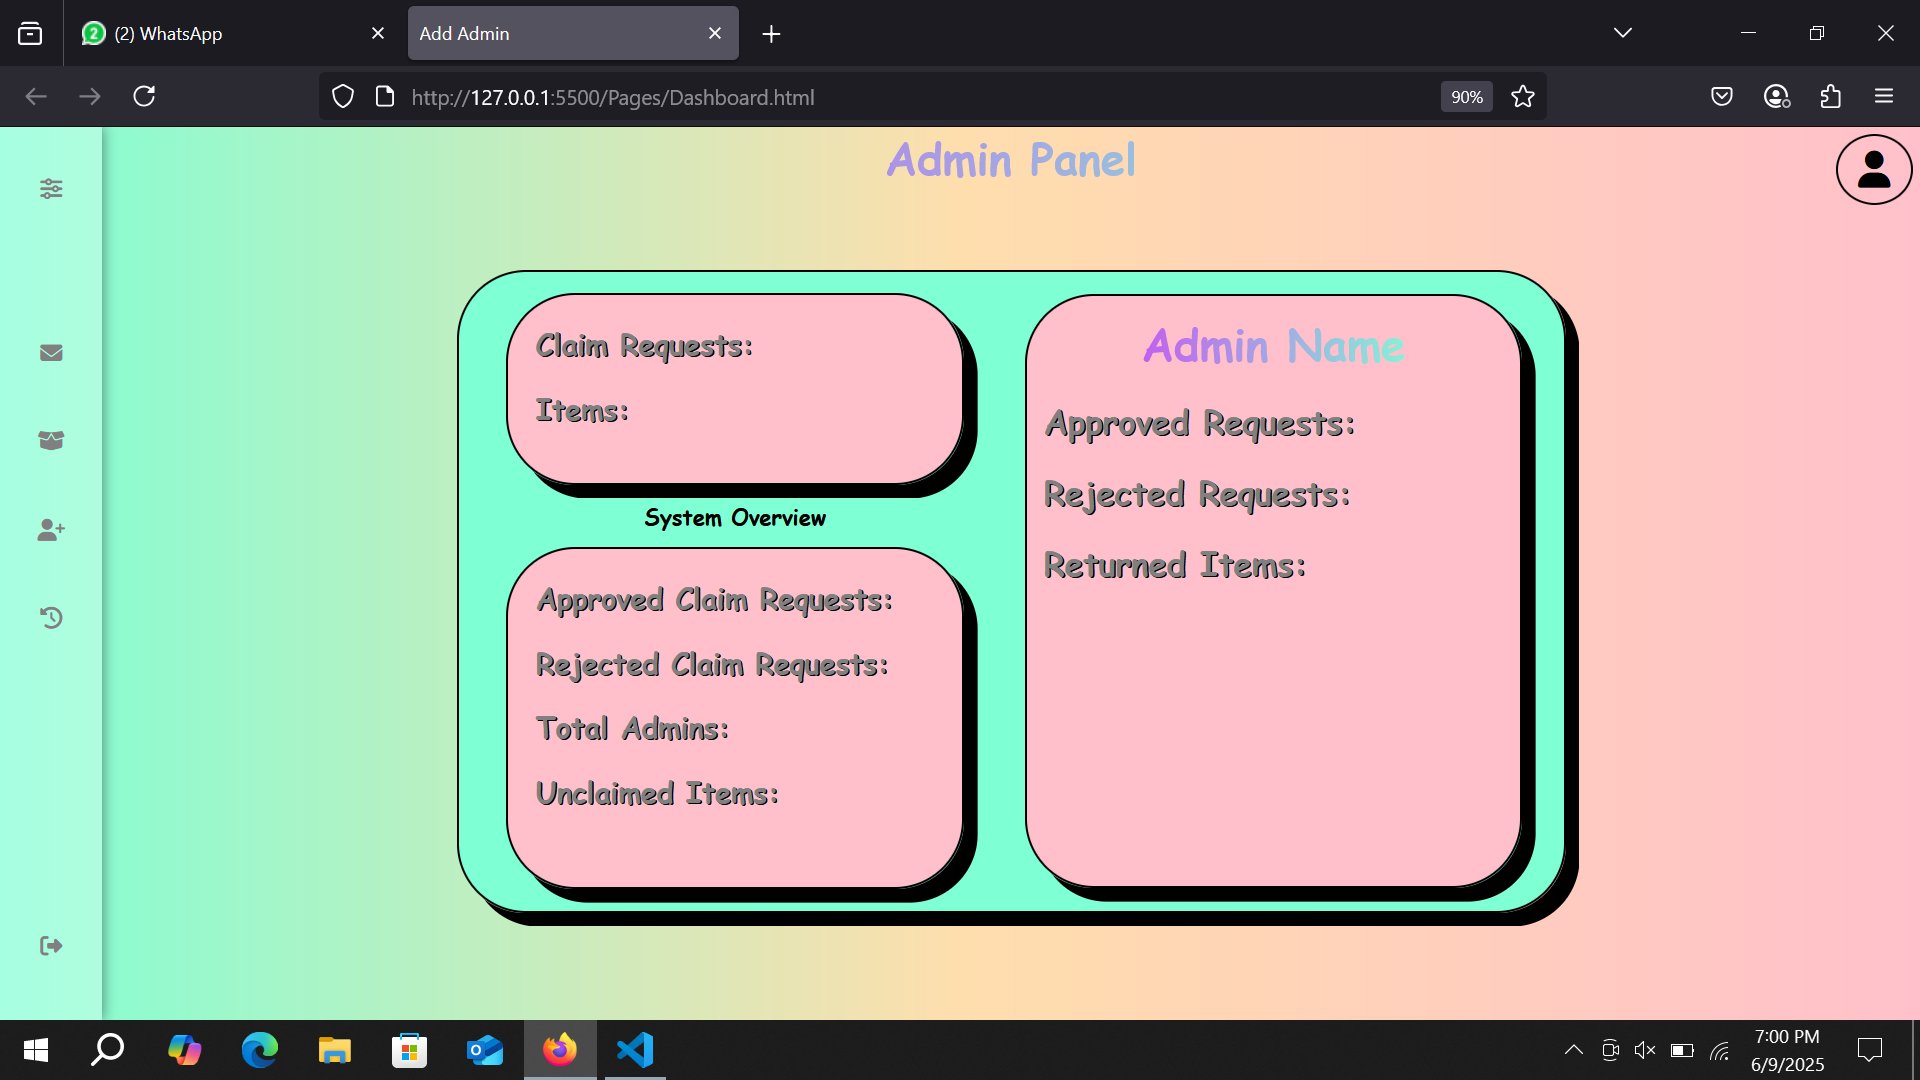 (2) WhatsApp
Add Admin
http://127.0.0.1:5500/Pages/Dashboard.html
90%
Admin Panel
Claim Requests:
Items:
System Overview
Approved Claim Requests:
Rejected Claim Requests:
Total Admins:
Unclaimed Items:
Admin Name
Approved Requests:
Rejected Requests:
Returned Items:
7:00 PM
6/9/2025